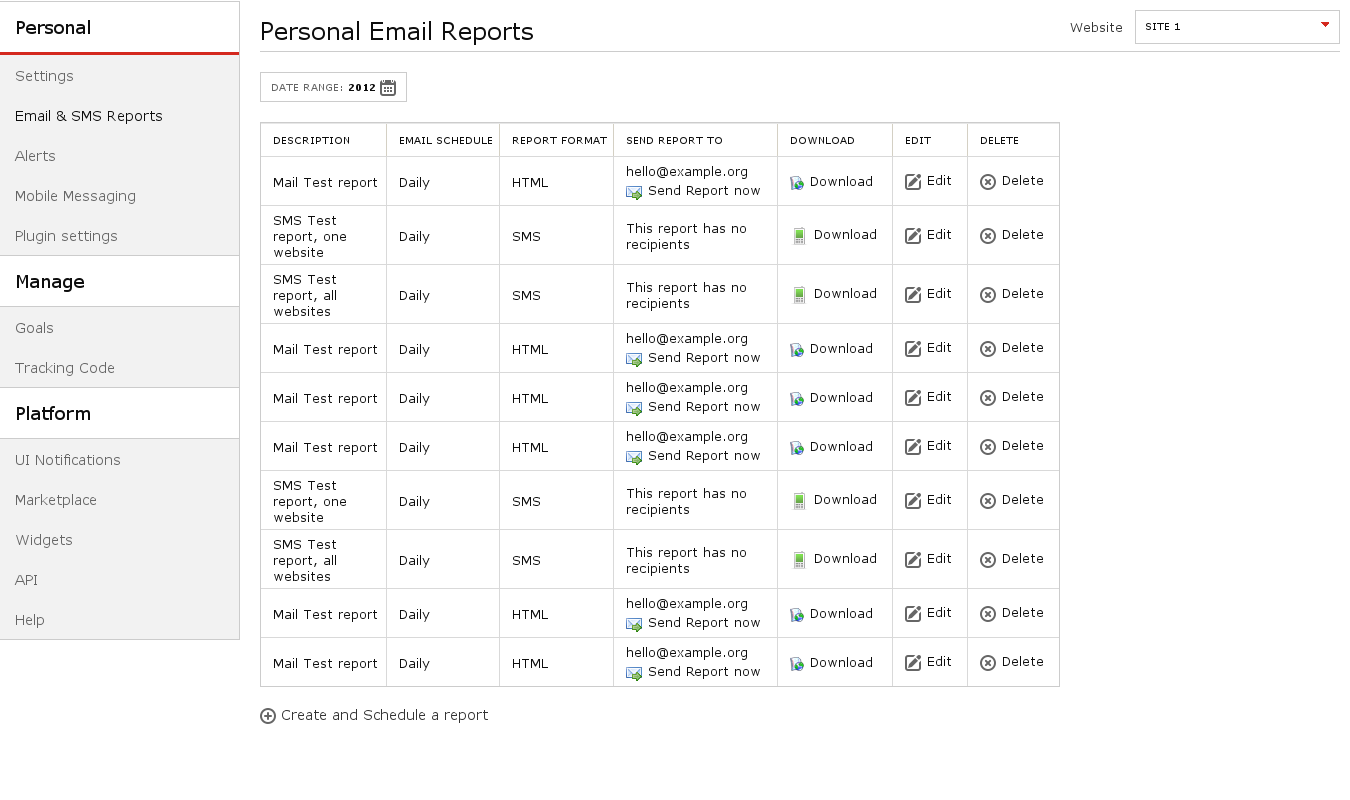 Personal
Settings
Email & SMS Reports
Alerts
Mobile Messaging
Plugin settings
Manage
Goals
Tracking Code
Platform
UI Notifications
Marketplace
Widgets
API
Help
Personal Email Reports
Website
SITE 1
DATE RANGE: 2012
DESCRIPTION EMAIL SCHEDULE REPORT FORMAT SEND REPORT TO DOWNLOAD EDIT DELETE
Mail Test report Daily HTML hello@example.org
Send Report now Download Edit Delete
SMS Test
report, one
website Daily SMS This report has no
recipients Download Edit Delete
SMS Test
report, all
websites Daily SMS This report has no
recipients Download Edit Delete
Mail Test report Daily HTML hello@example.org
Send Report now Download Edit Delete
Mail Test report Daily HTML hello@example.org
Send Report now Download Edit Delete
Mail Test report Daily HTML hello@example.org
Send Report now Download Edit Delete
SMS Test
report, one
website Daily SMS This report has no
recipients Download Edit Delete
SMS Test
report, all
websites Daily SMS This report has no
recipients Download Edit Delete
Mail Test report Daily HTML hello@example.org
Send Report now Download Edit Delete
Mail Test report Daily HTML hello@example.org
Send Report now Download Edit Delete
Create and Schedule a report